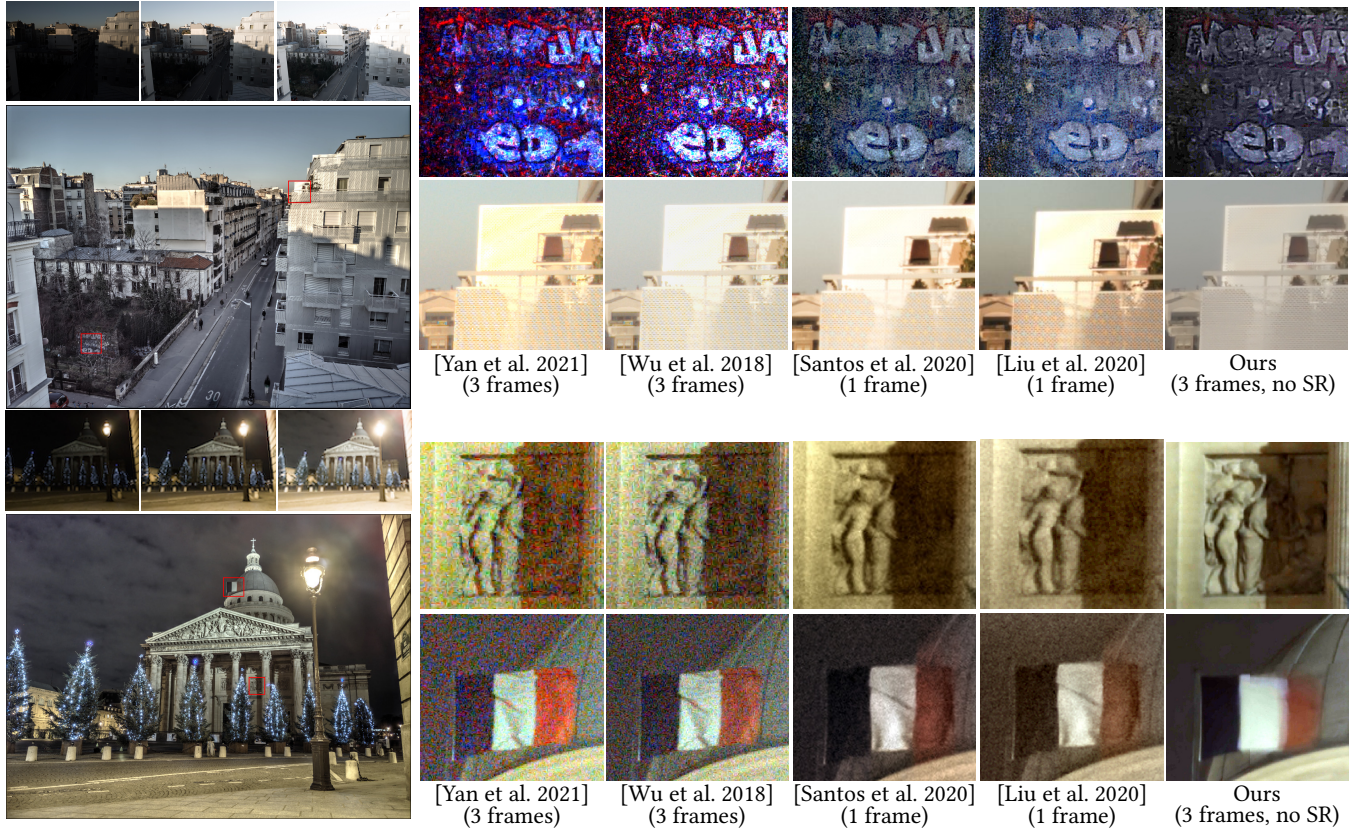 [Yan et al. 2021] [Wu et al. 2018] [Santos et al. 2020] [Liu et al. 2020] Ours
(3 frames) (3 frames) (1 frame) (1 frame) (3 frames, no SR)
30
[Yan et al. 2021] [Wu et al. 2018] [Santos et al. 2020] [Liu et al. 2020] Ours
(3 frames) (3 frames) (1 frame) (1 frame) (3 frames, no SR)